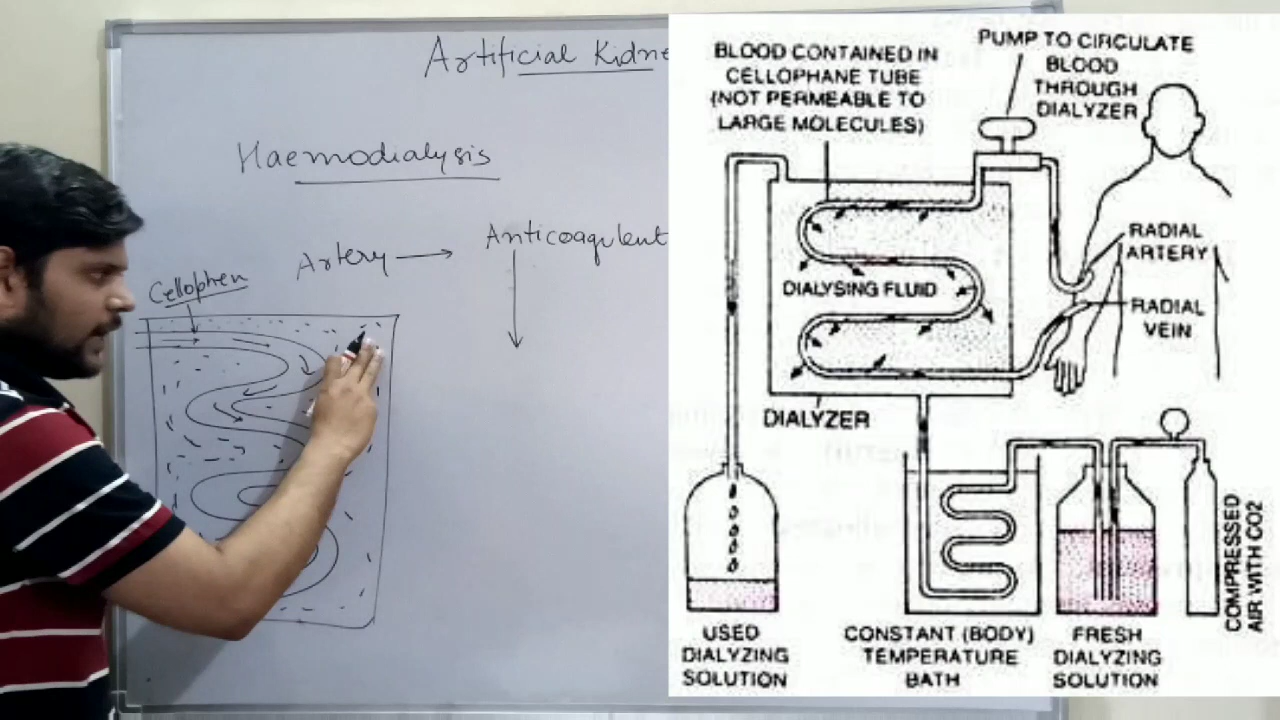 Artificial Kidne
Haemodialysis
Artery → Anticoagulent
Cellophen
BLOOD CONTAINED IN
CELLOPHANE TUBE
(NOT PERMEABLE TO
LARGE MOLECULES)
PUMP TO CIRCULATE
BLOOD
THROUGH
DIALYZER
RADIAL
ARTERY
RADIAL
VEIN
DIALYSING FLUID
DIALYZER
USED
DIALYZING
SOLUTION
CONSTANT (BODY)
TEMPERATURE
BATH
FRESH
DIALYZING
SOLUTION
COMPRESSED
AIR WITH CO2